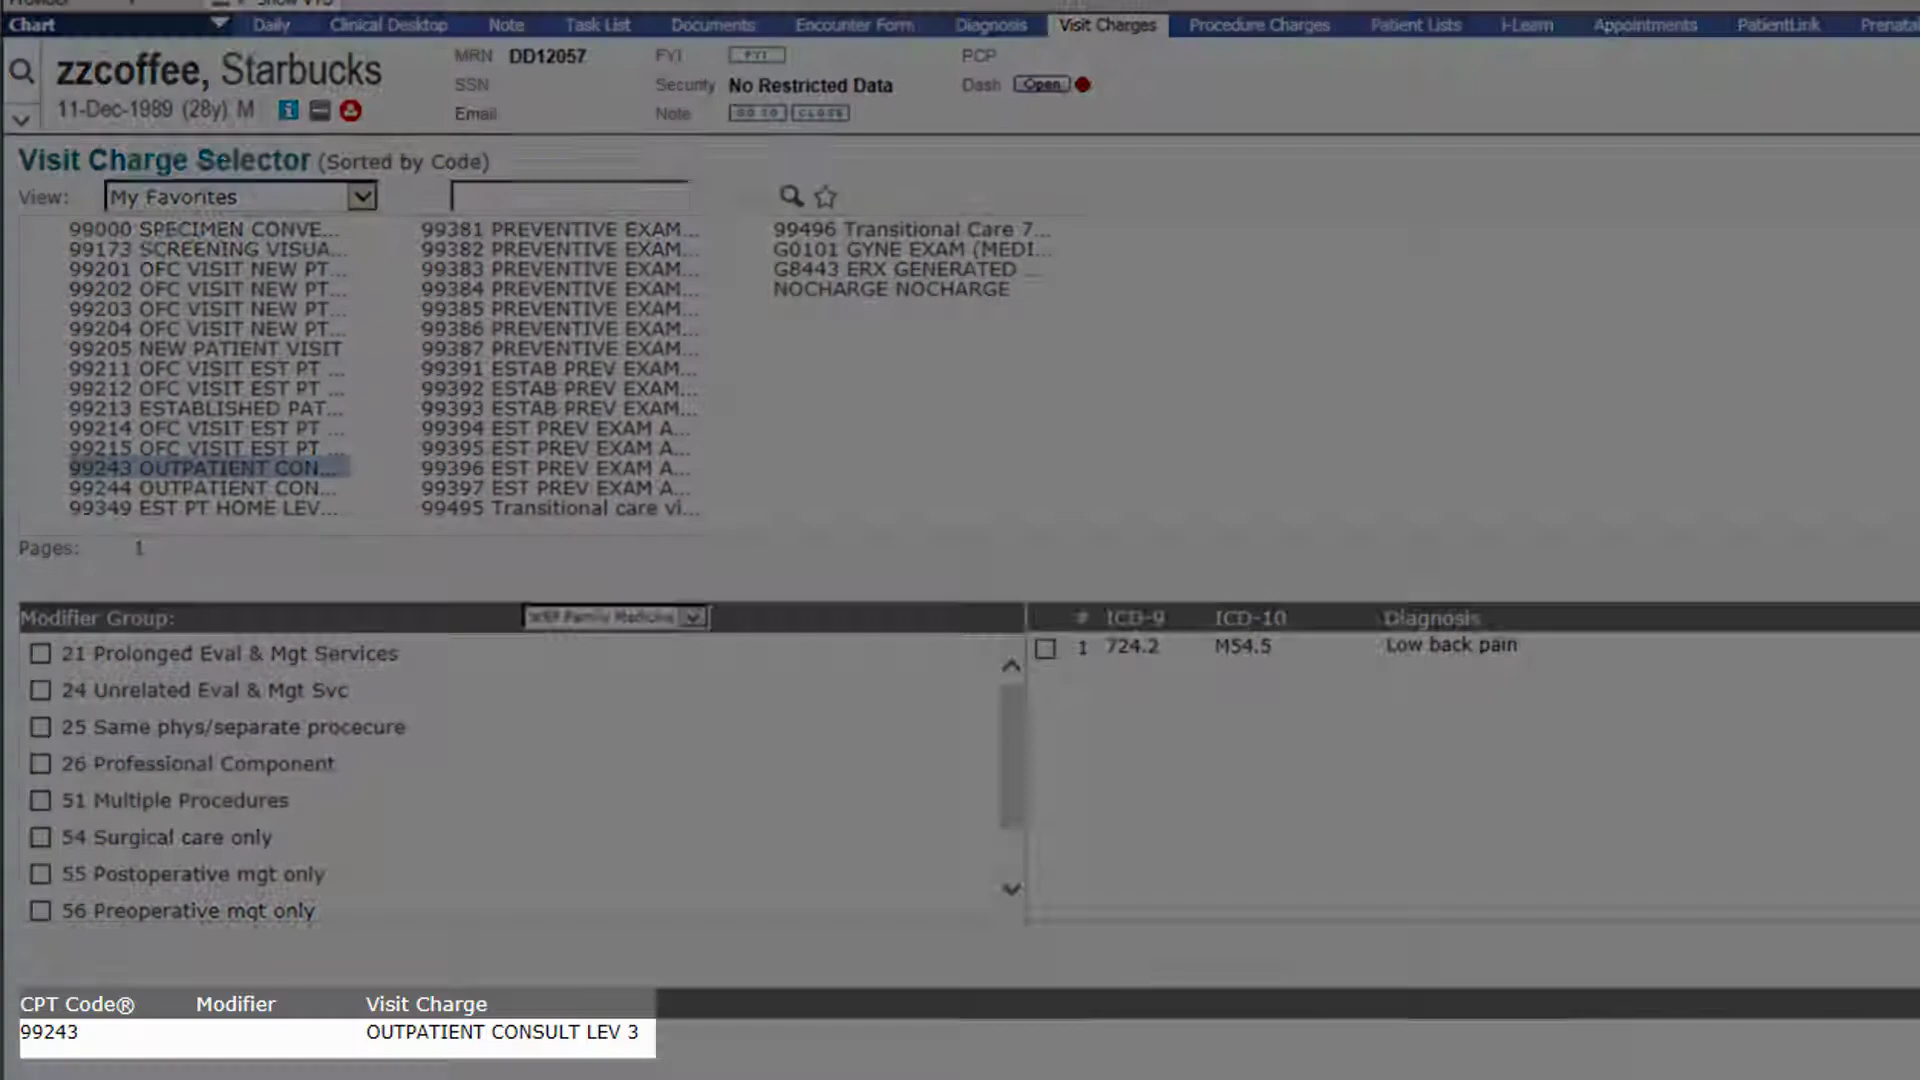 Show VTB
Chart Daily Clinical Desktop Note Task List Documents Encounter Form Diagnosis Visit Charges Procedure Charges Patient Lists i-Learn Appointments PatientLink Prenatal
zzcoffee, Starbucks
11-Dec-1989 (28y) M
MRN DD12057
SSN
Email
FYI FYI
Security No Restricted Data
Note GO TO CLOSE
PCP
Dash Open
Visit Charge Selector (Sorted by Code)
View: My Favorites
99000 SPECIMEN CONVE...
99173 SCREENING VISUA...
99201 OFC VISIT NEW PT...
99202 OFC VISIT NEW PT...
99203 OFC VISIT NEW PT...
99204 OFC VISIT NEW PT...
99205 NEW PATIENT VISIT
99211 OFC VISIT EST PT ...
99212 OFC VISIT EST PT ...
99213 ESTABLISHED PAT...
99214 OFC VISIT EST PT ...
99215 OFC VISIT EST PT ...
99243 OUTPATIENT CON...
99244 OUTPATIENT CON...
99349 EST PT HOME LEV...
99381 PREVENTIVE EXAM...
99382 PREVENTIVE EXAM...
99383 PREVENTIVE EXAM...
99384 PREVENTIVE EXAM...
99385 PREVENTIVE EXAM...
99386 PREVENTIVE EXAM...
99387 PREVENTIVE EXAM...
99391 ESTAB PREV EXAM...
99392 ESTAB PREV EXAM...
99393 ESTAB PREV EXAM...
99394 EST PREV EXAM A...
99395 EST PREV EXAM A...
99396 EST PREV EXAM A...
99397 EST PREV EXAM A...
99495 Transitional care vi...
99496 Transitional Care 7...
G0101 GYNE EXAM (MEDI...
G8443 ERX GENERATED ...
NOCHARGE NOCHARGE
Pages: 1
Modifier Group: Family Medicine
21 Prolonged Eval & Mgt Services
24 Unrelated Eval & Mgt Svc
25 Same phys/separate procecure
26 Professional Component
51 Multiple Procedures
54 Surgical care only
55 Postoperative mgt only
56 Preoperative mgt only
# ICD-9 ICD-10 Diagnosis
1 724.2 M54.5 Low back pain
CPT Code® Modifier Visit Charge
99243 OUTPATIENT CONSULT LEV 3